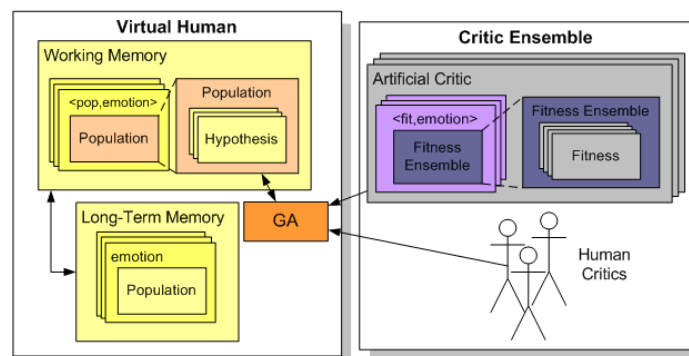 Virtual Human
Working Memory
<pop,emotion>
Population
Population
Hypothesis
Long-Term Memory
emotion
Population
GA
Critic Ensemble
Artificial Critic
<fit,emotion>
Fitness
Ensemble
Fitness Ensemble
Fitness
Human
Critics